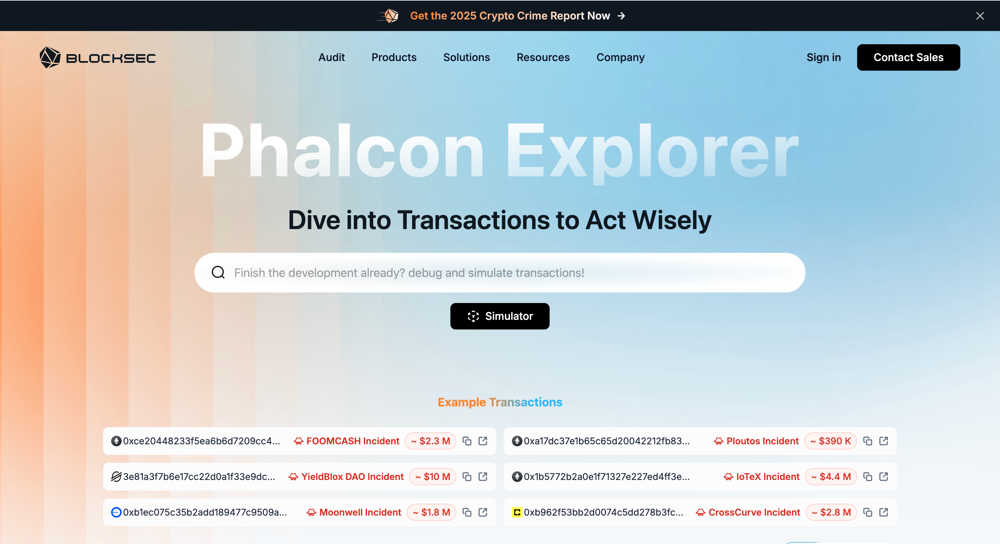 Get the 2025 Crypto Crime Report Now →
BLOCKSEC
Audit Products Solutions Resources Company
Sign in Contact Sales
Phalcon Explorer
Dive into Transactions to Act Wisely
Finish the development already? debug and simulate transactions!
Simulator
Example Transactions
0xce20448233f5ea6b6d7209cc4... FOOMCASH Incident ~ $2.3 M
0xa17dc37e1b65c65d20042212fb83... Ploutos Incident ~ $390 K
3e81a3f7b6e17cc22d0a1f33e9dc... YieldBlox DAO Incident ~ $10 M
0x1b5772b2a0e1f71327e227ed4ff3e... IoTeX Incident ~ $4.4 M
0xb1ec075c35b2add189477c9509a... Moonwell Incident ~ $1.8 M
0xb962f53bb2d0074c5dd278b3fc... CrossCurve Incident ~ $2.8 M